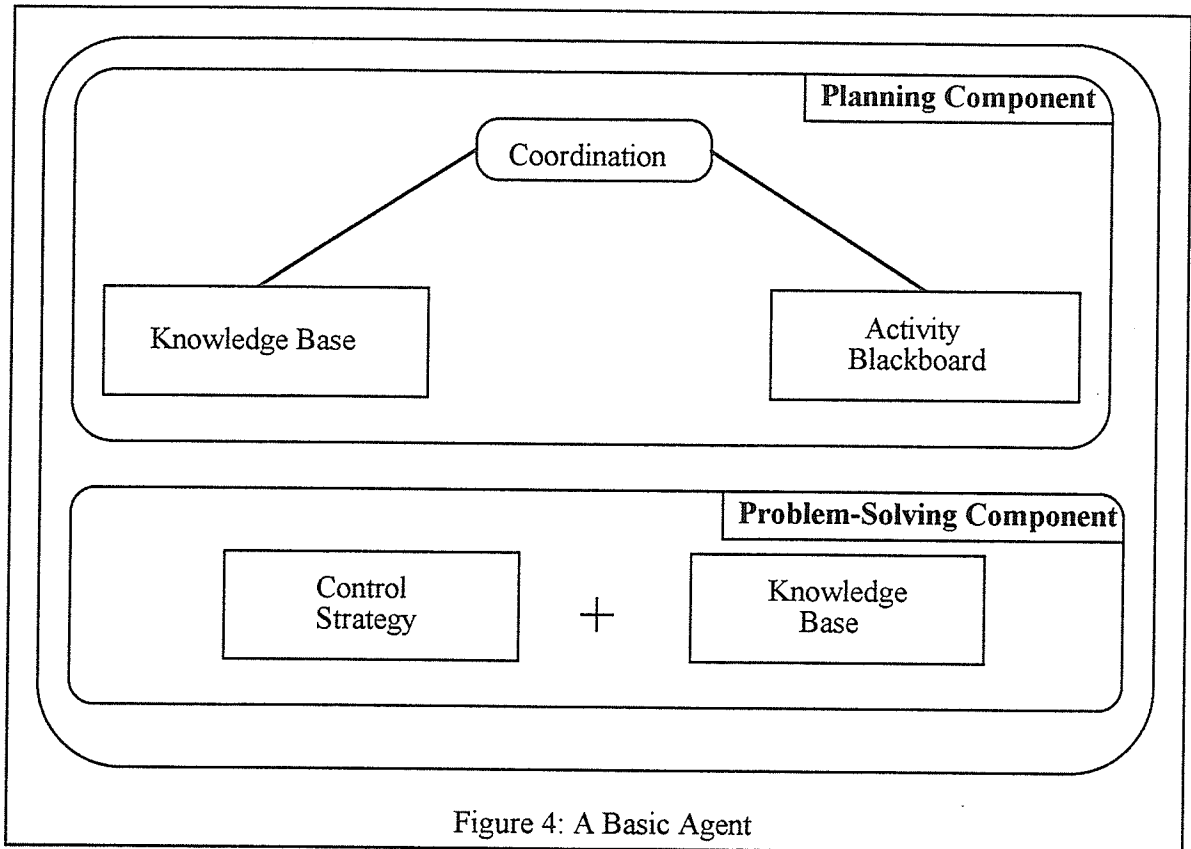 Planning Component
Coordination
Knowledge Base
Activity
Blackboard
Problem-Solving Component
Control
Strategy
+
Knowledge
Base
Figure 4: A Basic Agent